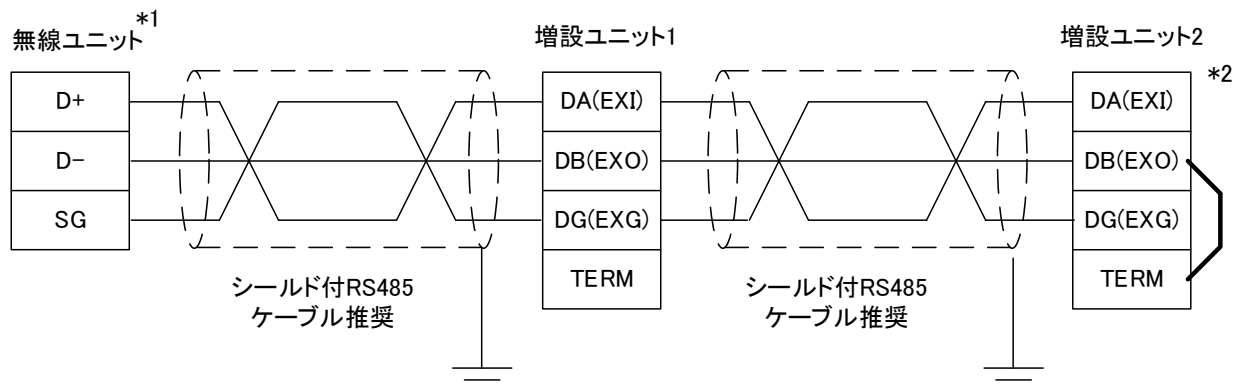 無線ユニット*1
D+
D-
SG
シールド付RS485
ケーブル推奨
増設ユニット1
DA(EXI)
DB(EXO)
DG(EXG)
TERM
シールド付RS485
ケーブル推奨
増設ユニット2
*2
DA(EXI)
DB(EXO)
DG(EXG)
TERM